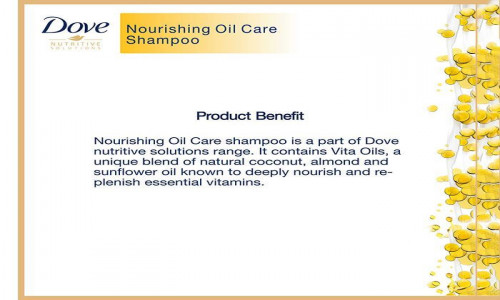 Dove
NUTRITIVE
SOLUTIONS
Nourishing Oil Care
Shampoo
Product Benefit
Nourishing Oil Care shampoo is a part of Dove
nutritive solutions range. It contains Vita Oils, a
unique blend of natural coconut, almond and
sunflower oil known to deeply nourish and re-
plenish essential vitamins.